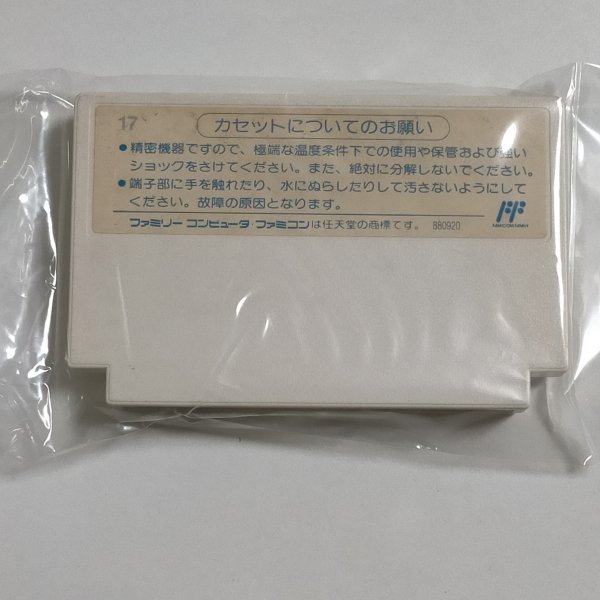 17
カセットについてのお願い
●精密機器ですので、極端な温度条件下での使用や保管および強い
ショックをさけてください。また、絶対に分解しないでください。
●端子部に手を触れたり、水にぬらしたりして汚さないようにして
ください。故障の原因となります。
ファミリー コンピュータ・ファミコンは任天堂の商標です。 880920
FF